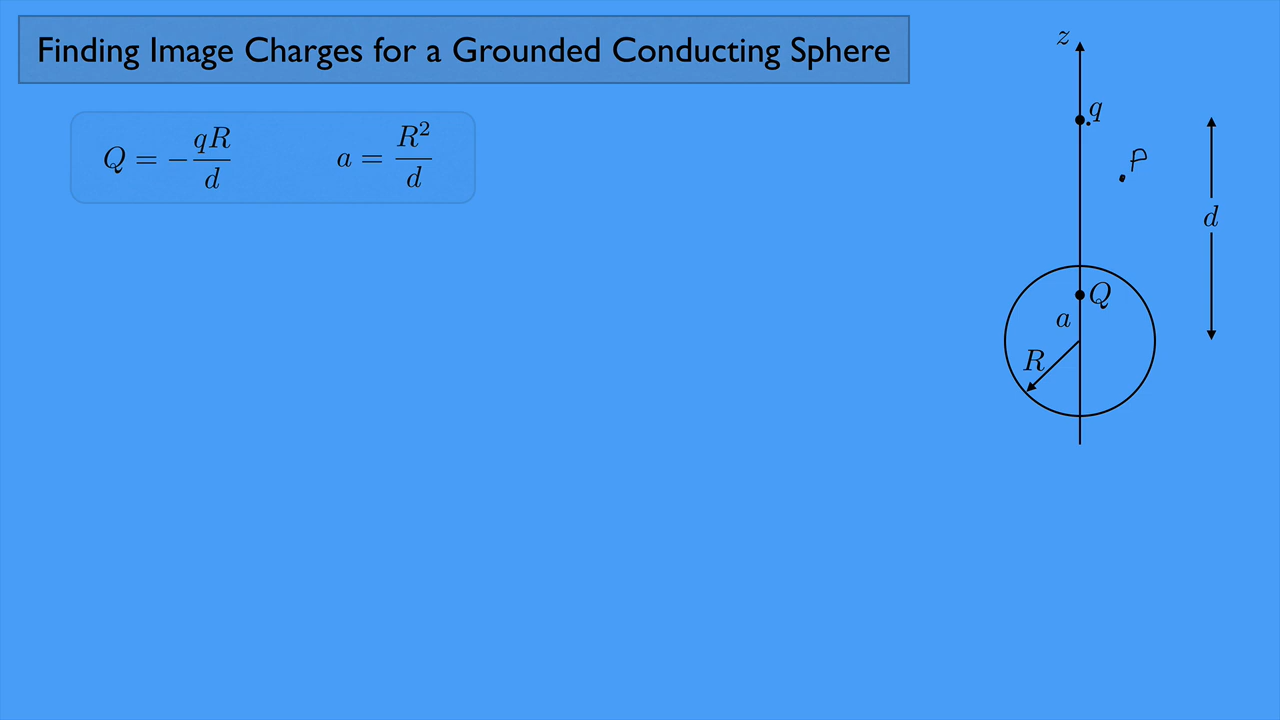 Finding Image Charges for a Grounded Conducting Sphere
Q = −qR/d
a = R²/d
z
q
P
d
Q
a
R